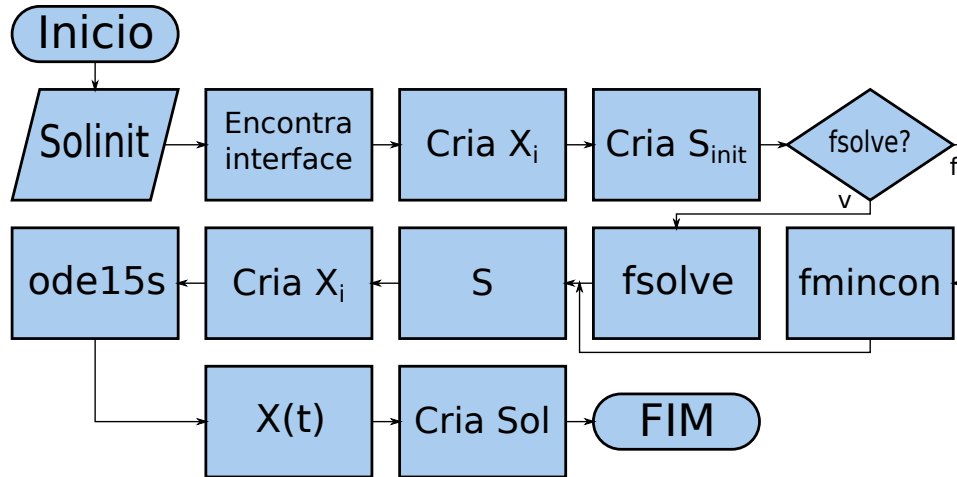 Inicio
Solinit
Encontra
interface
Cria Xi
Cria Sinit
fsolve?
f
v
ode15s
Cria Xi
S
fsolve
fmincon
X(t)
Cria Sol
FIM